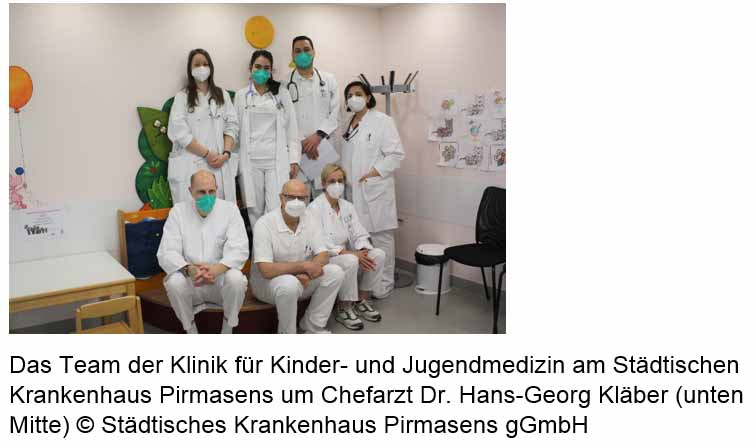 Das Team der Klinik für Kinder- und Jugendmedizin am Städtischen
Krankenhaus Pirmasens um Chefarzt Dr. Hans-Georg Kläber (unten
Mitte) © Städtisches Krankenhaus Pirmasens gGmbH